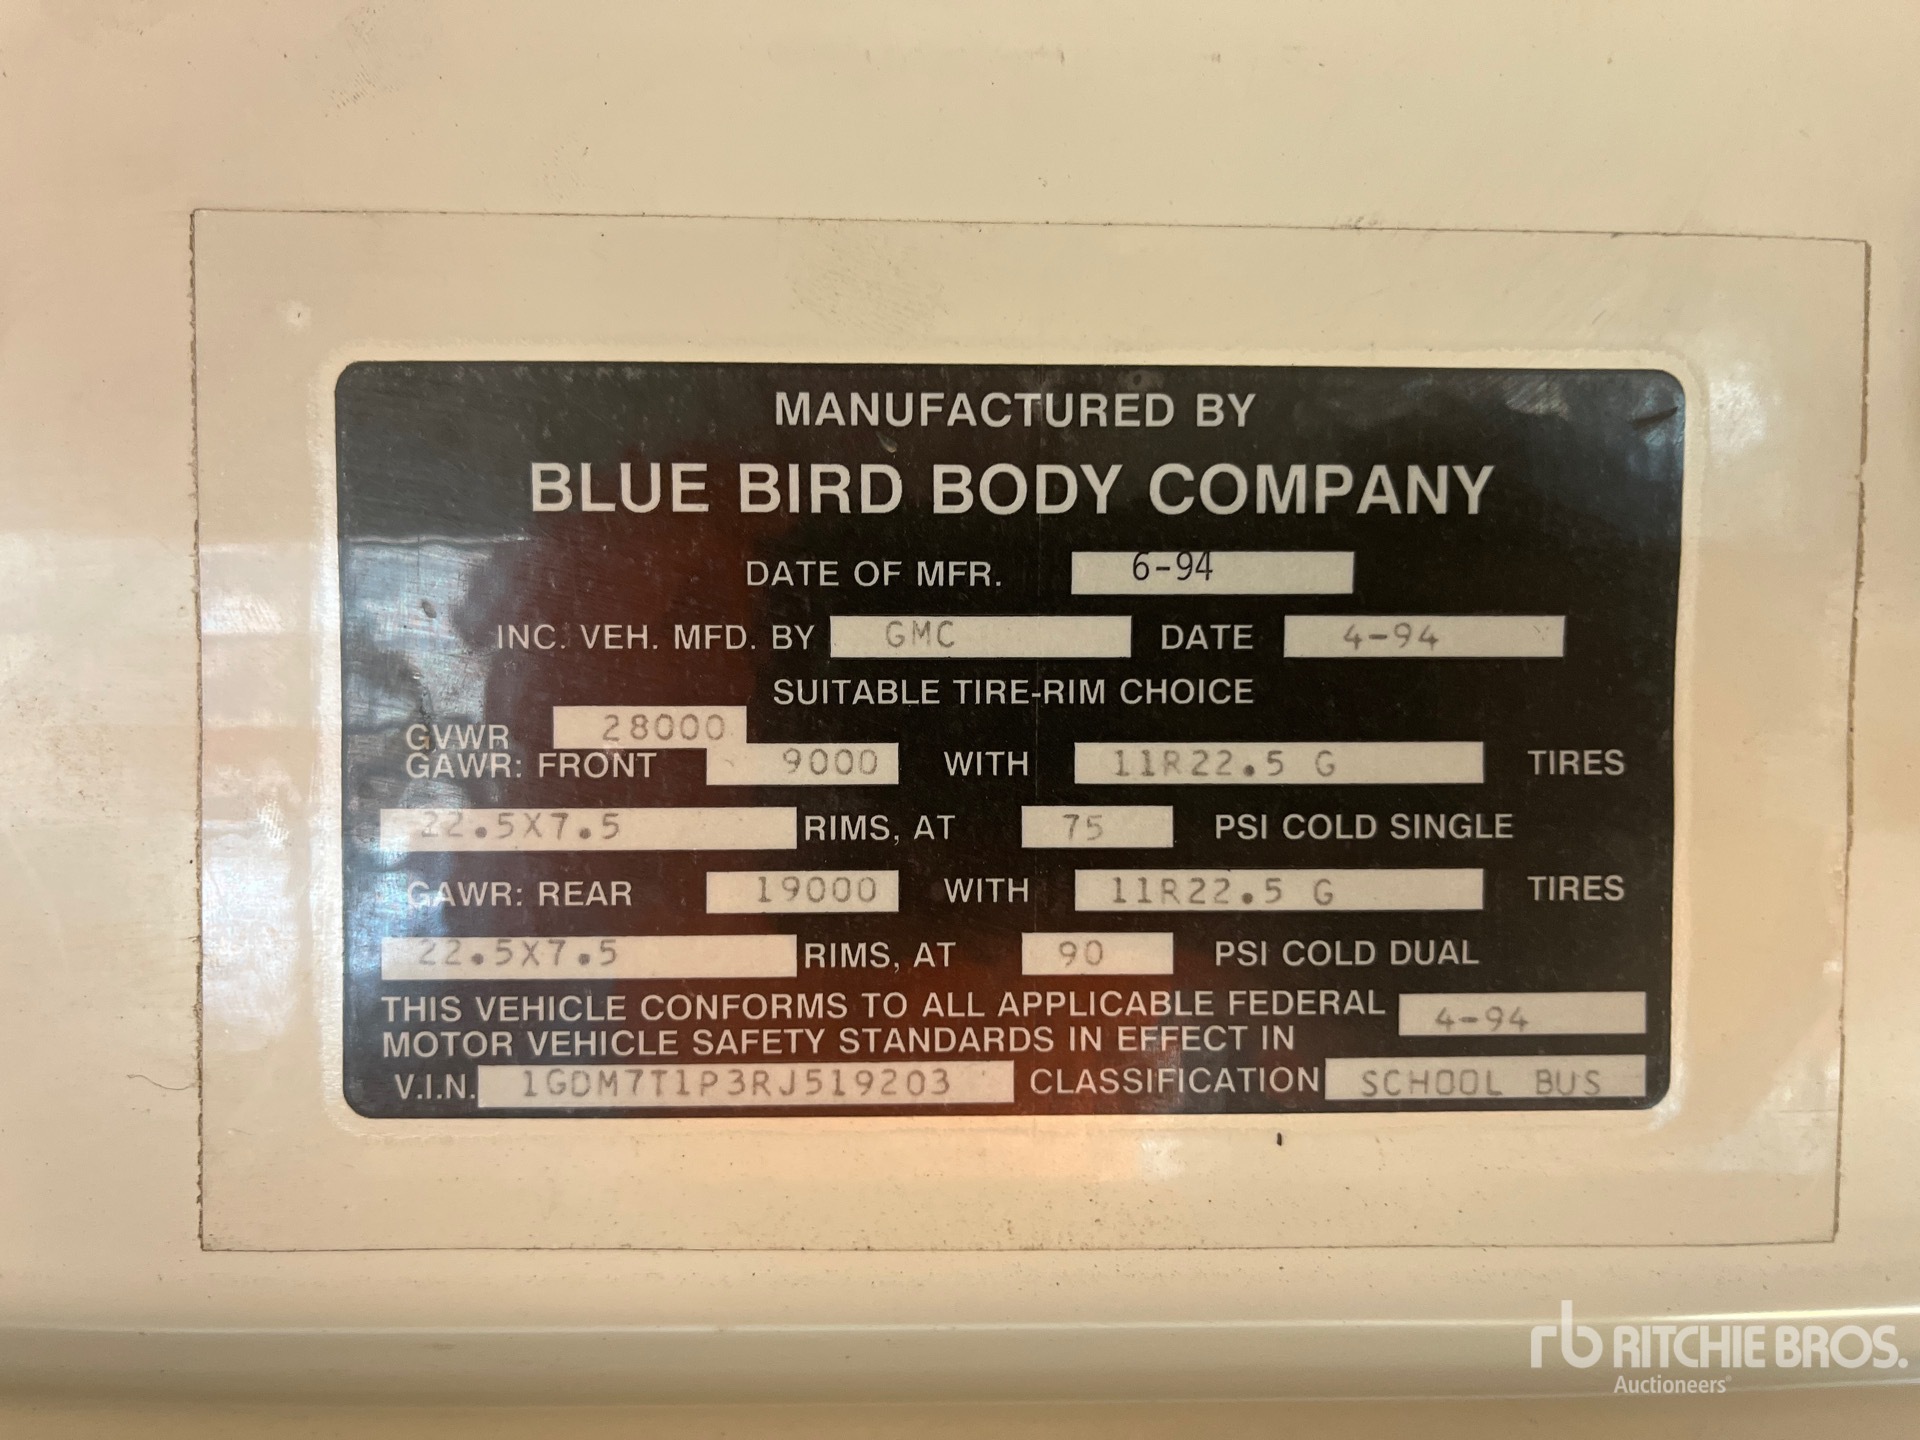 MANUFACTURED BY
BLUE BIRD BODY COMPANY
DATE OF MFR. 6-94
INC. VEH. MFD. BY GMC DATE 4-94
SUITABLE TIRE-RIM CHOICE
GVWR 28000
GAWR: FRONT 9000 WITH 11R22.5 G TIRES
22.5X7.5 RIMS, AT 75 PSI COLD SINGLE
GAWR: REAR 19000 WITH 11R22.5 G TIRES
22.5X7.5 RIMS, AT 90 PSI COLD DUAL
THIS VEHICLE CONFORMS TO ALL APPLICABLE FEDERAL
MOTOR VEHICLE SAFETY STANDARDS IN EFFECT IN 4-94
V.I.N. 1GDM7T1P3RJ519203 CLASSIFICATION SCHOOL BUS
rb RITCHIE BROS.
Auctioneers